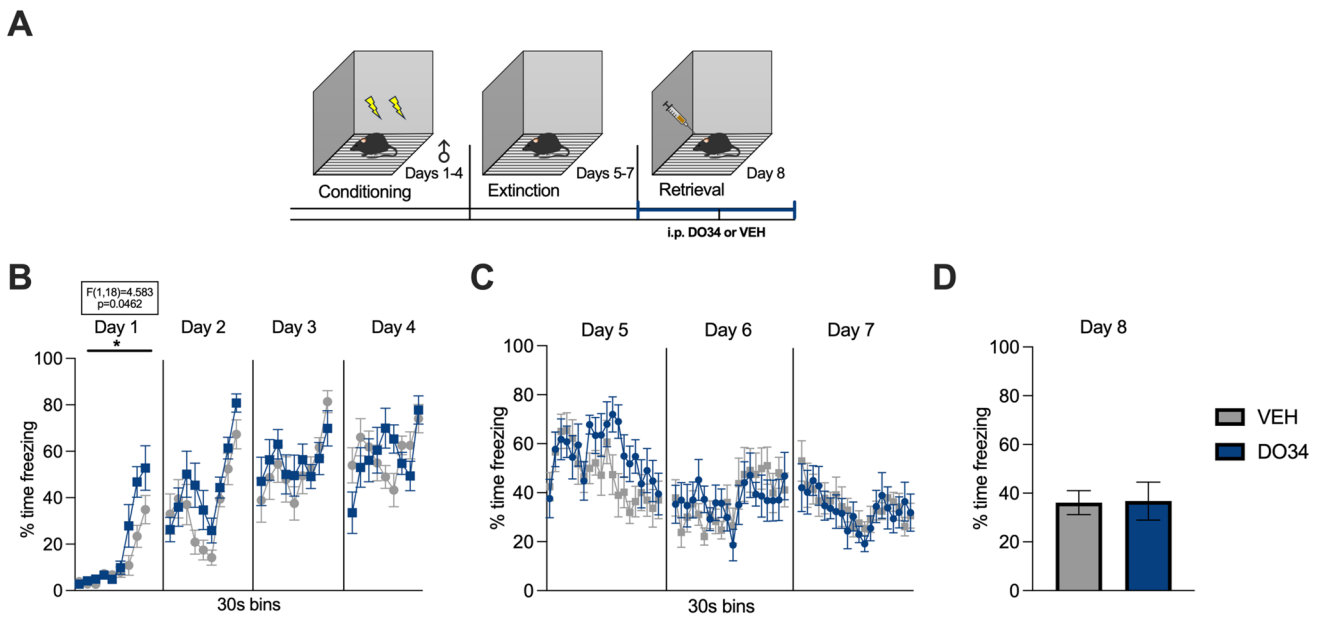 A
♂
Days 1-4
Days 5-7
Day 8
Conditioning
Extinction
Retrieval
i.p. DO34 or VEH
B
F(1,18)=4.583
p=0.0462
Day 1
Day 2
Day 3
Day 4
*
% time freezing
100
80
60
40
20
0
30s bins
C
Day 5
Day 6
Day 7
% time freezing
100
80
60
40
20
0
30s bins
D
Day 8
% time freezing
100
80
60
40
20
0
VEH
DO34